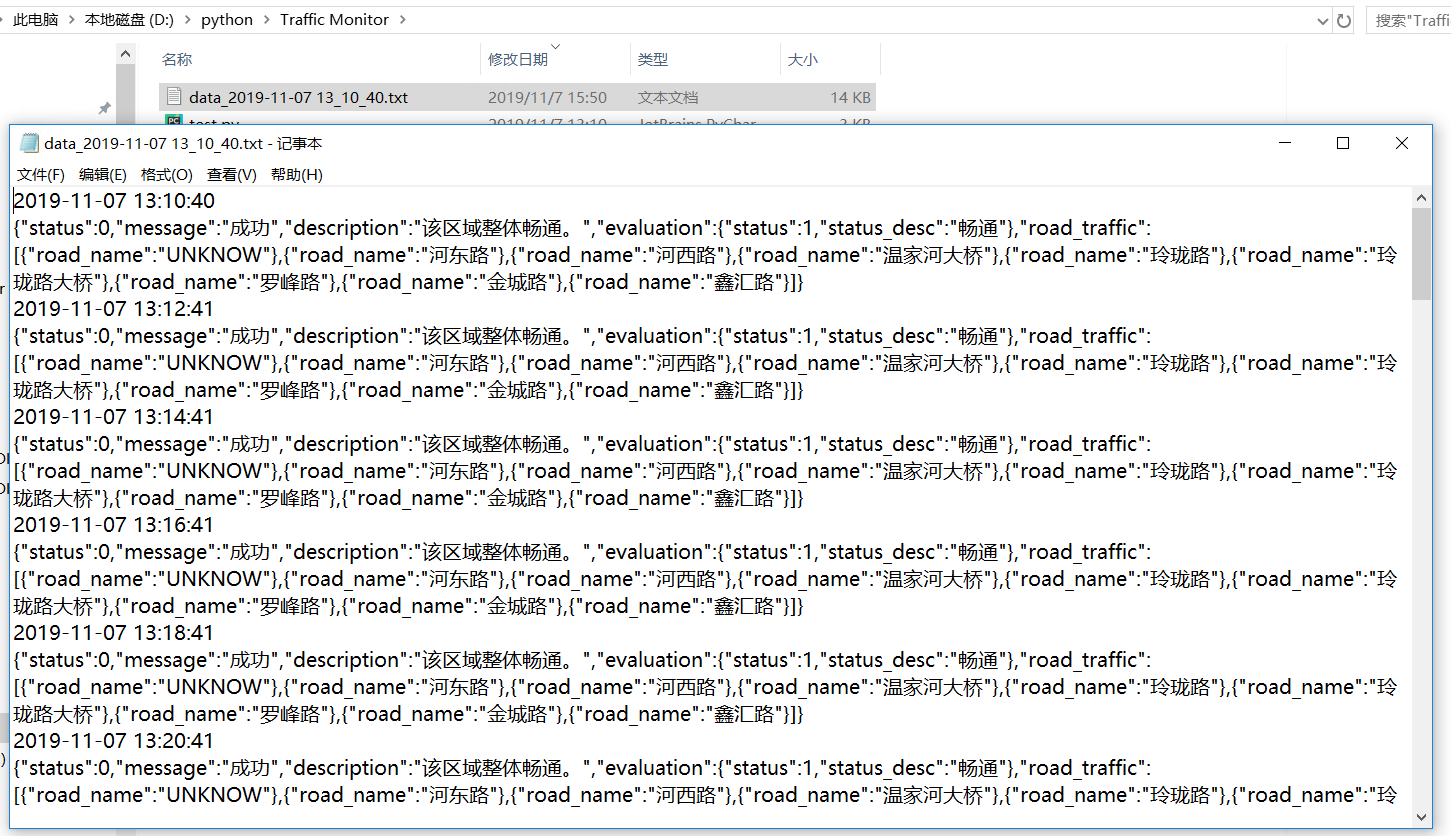 此电脑 > 本地磁盘 (D:) > python > Traffic Monitor >
搜索"Traffi
名称 修改日期 类型 大小
data_2019-11-07 13_10_40.txt 2019/11/7 15:50 文本文档 14 KB
test.py 2019/11/7 13:10 JetBrains PyChar... 3 KB
data_2019-11-07 13_10_40.txt - 记事本
文件(F) 编辑(E) 格式(O) 查看(V) 帮助(H)
2019-11-07 13:10:40
{"status":0,"message":"成功","description":"该区域整体畅通。","evaluation":{"status":1,"status_desc":"畅通"},"road_traffic":
[{"road_name":"UNKNOW"},{"road_name":"河东路"},{"road_name":"河西路"},{"road_name":"温家河大桥"},{"road_name":"玲珑路"},{"road_name":"玲
珑路大桥"},{"road_name":"罗峰路"},{"road_name":"金城路"},{"road_name":"鑫汇路"}]}
2019-11-07 13:12:41
{"status":0,"message":"成功","description":"该区域整体畅通。","evaluation":{"status":1,"status_desc":"畅通"},"road_traffic":
[{"road_name":"UNKNOW"},{"road_name":"河东路"},{"road_name":"河西路"},{"road_name":"温家河大桥"},{"road_name":"玲珑路"},{"road_name":"玲
珑路大桥"},{"road_name":"罗峰路"},{"road_name":"金城路"},{"road_name":"鑫汇路"}]}
2019-11-07 13:14:41
{"status":0,"message":"成功","description":"该区域整体畅通。","evaluation":{"status":1,"status_desc":"畅通"},"road_traffic":
[{"road_name":"UNKNOW"},{"road_name":"河东路"},{"road_name":"河西路"},{"road_name":"温家河大桥"},{"road_name":"玲珑路"},{"road_name":"玲
珑路大桥"},{"road_name":"罗峰路"},{"road_name":"金城路"},{"road_name":"鑫汇路"}]}
2019-11-07 13:16:41
{"status":0,"message":"成功","description":"该区域整体畅通。","evaluation":{"status":1,"status_desc":"畅通"},"road_traffic":
[{"road_name":"UNKNOW"},{"road_name":"河东路"},{"road_name":"河西路"},{"road_name":"温家河大桥"},{"road_name":"玲珑路"},{"road_name":"玲
珑路大桥"},{"road_name":"罗峰路"},{"road_name":"金城路"},{"road_name":"鑫汇路"}]}
2019-11-07 13:18:41
{"status":0,"message":"成功","description":"该区域整体畅通。","evaluation":{"status":1,"status_desc":"畅通"},"road_traffic":
[{"road_name":"UNKNOW"},{"road_name":"河东路"},{"road_name":"河西路"},{"road_name":"温家河大桥"},{"road_name":"玲珑路"},{"road_name":"玲
珑路大桥"},{"road_name":"罗峰路"},{"road_name":"金城路"},{"road_name":"鑫汇路"}]}
2019-11-07 13:20:41
{"status":0,"message":"成功","description":"该区域整体畅通。","evaluation":{"status":1,"status_desc":"畅通"},"road_traffic":
[{"road_name":"UNKNOW"},{"road_name":"河东路"},{"road_name":"河西路"},{"road_name":"温家河大桥"},{"road_name":"玲珑路"},{"road_name":"玲